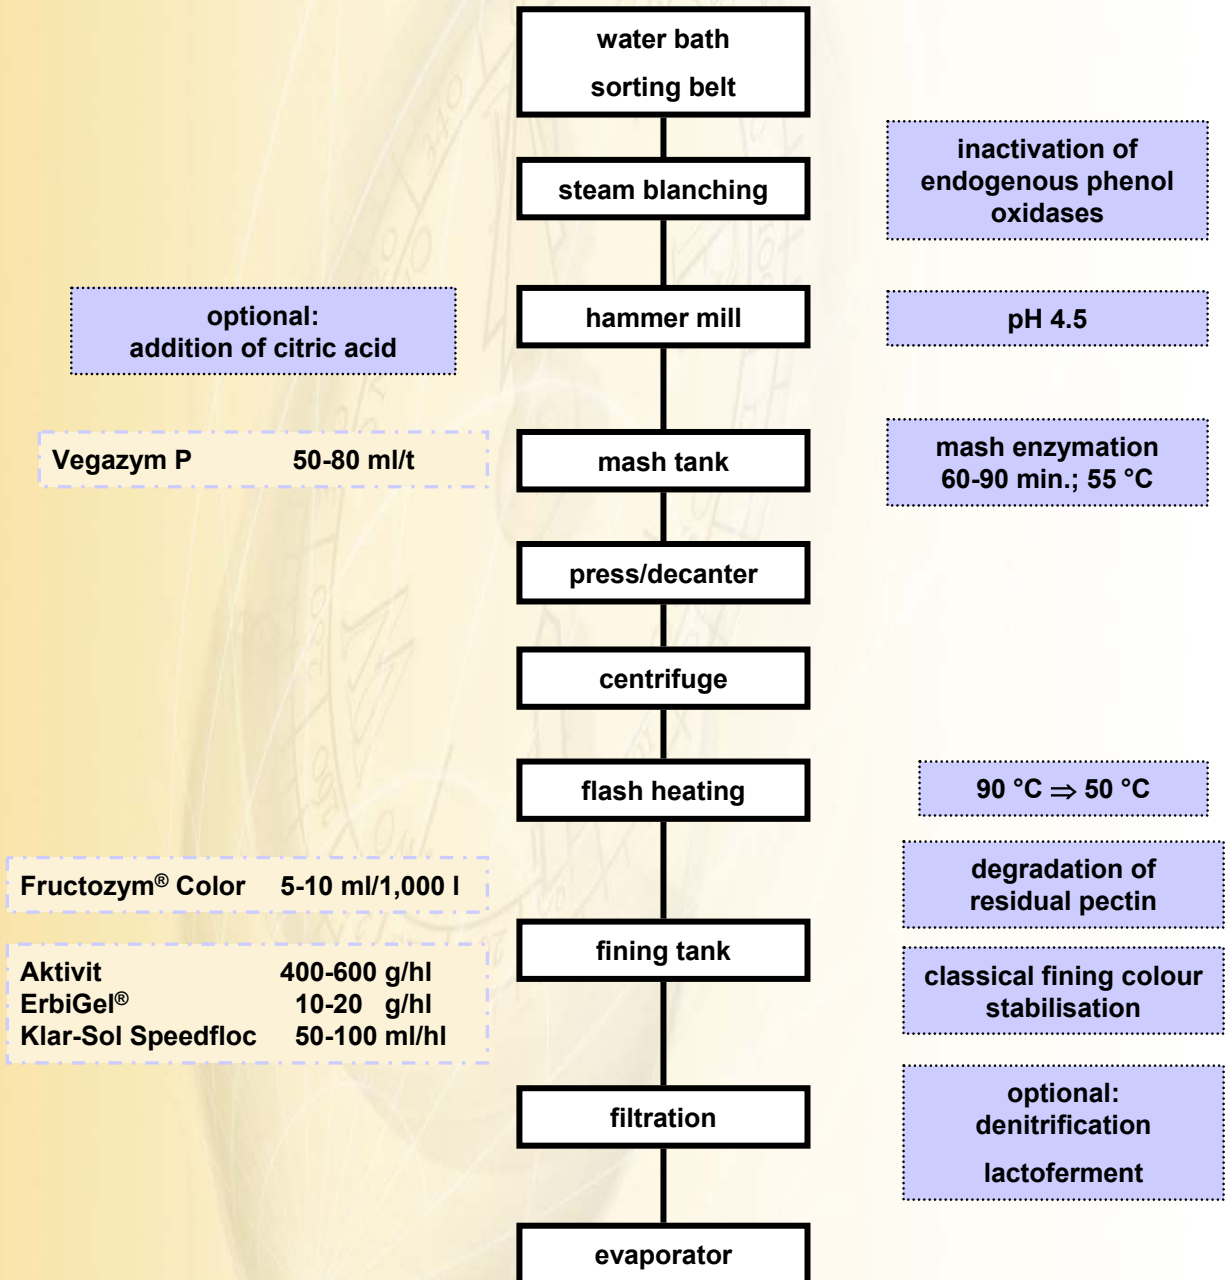 water bath
sorting belt
steam blanching
inactivation of
endogenous phenol
oxidases
optional:
addition of citric acid
hammer mill
pH 4.5
Vegazym P 50-80 ml/t
mash tank
mash enzymation
60-90 min.; 55 °C
press/decanter
centrifuge
flash heating
90 °C ⇒ 50 °C
Fructozym® Color 5-10 ml/1,000 l
degradation of
residual pectin
fining tank
Aktivit 400-600 g/hl
ErbiGel® 10-20 g/hl
Klar-Sol Speedfloc 50-100 ml/hl
classical fining colour
stabilisation
filtration
optional:
denitrification
lactoferment
evaporator